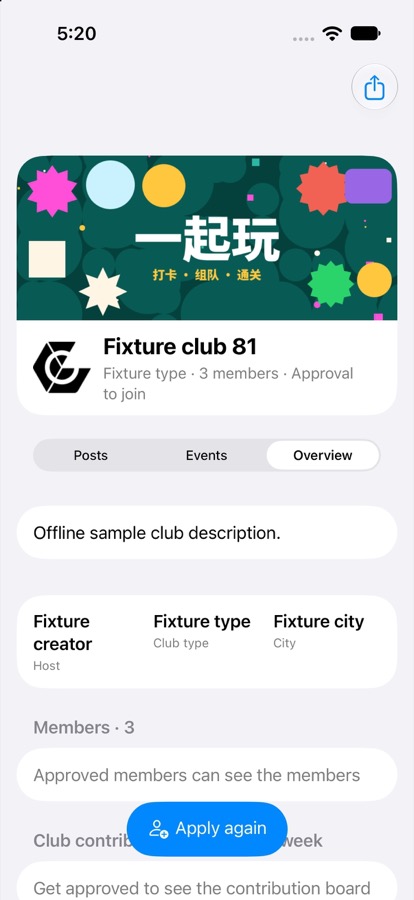 5:20
一起玩
打卡 • 组队 • 通关
Fixture club 81
Fixture type · 3 members · Approval
to join
Posts
Events
Overview
Offline sample club description.
Fixture
creator
Host
Fixture type
Club type
Fixture city
City
Members · 3
Approved members can see the members
Apply again
Club contrib
week
Get approved to see the contribution board